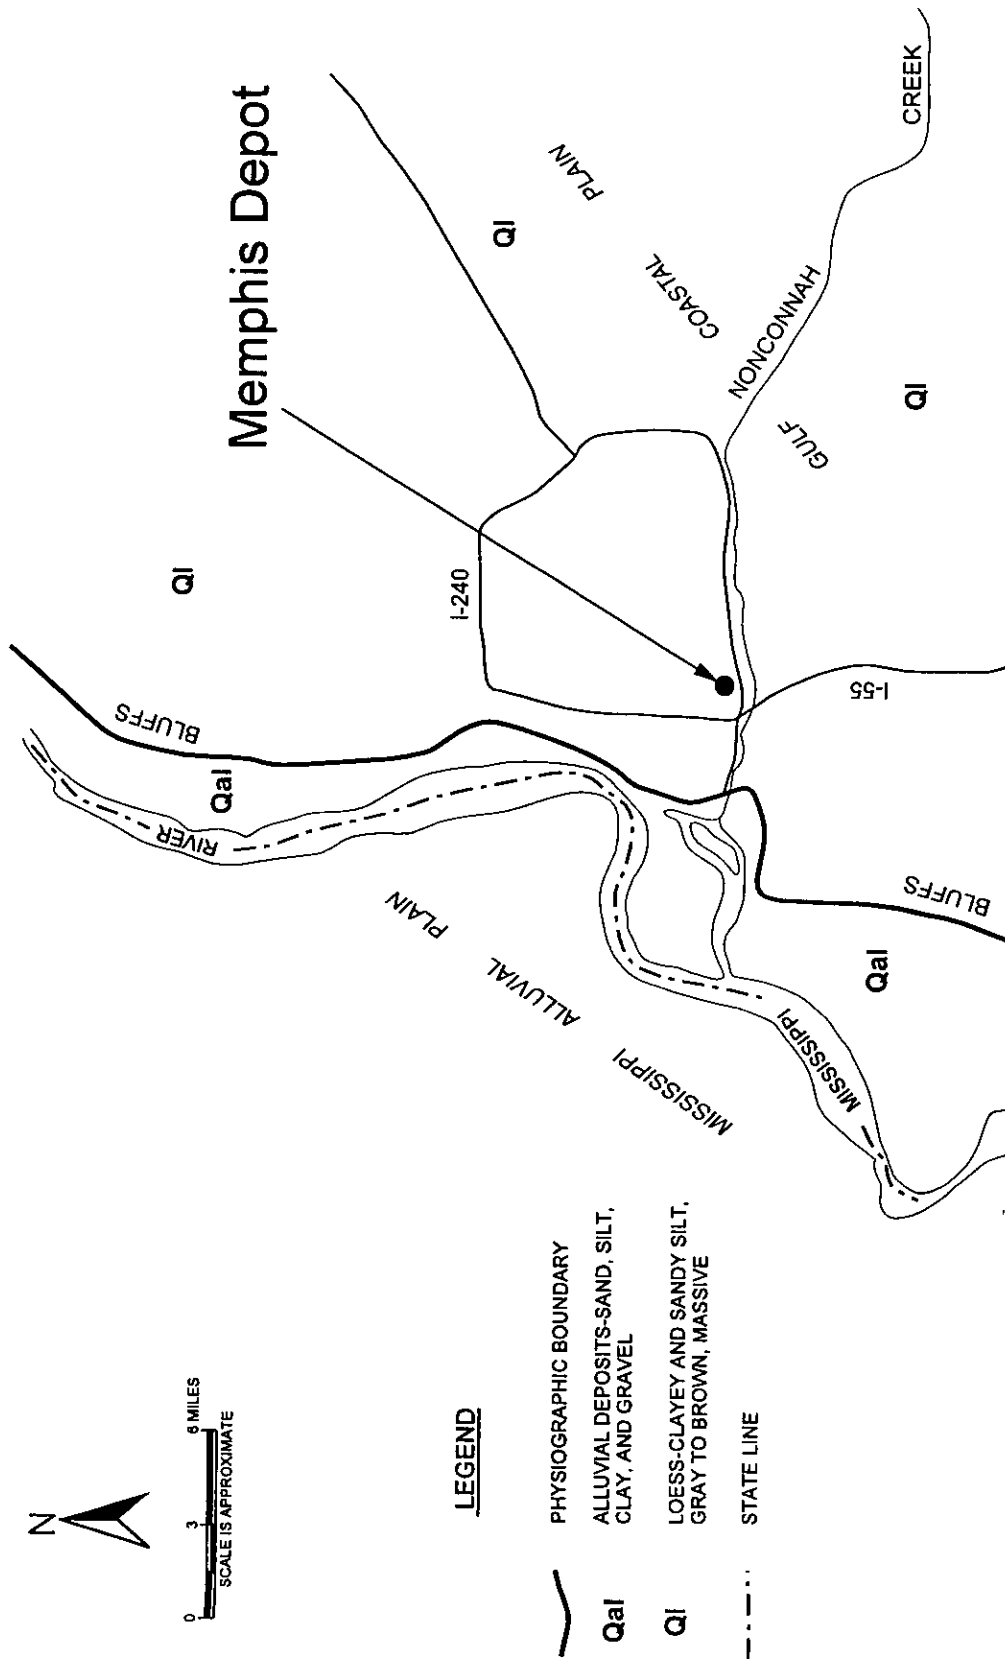 Memphis Depot
Ql
Ql
Ql
I-240
I-55
PLAIN
COASTAL
GULF
NONCONNAH
CREEK
BLUFFS
Qal
RIVER
PLAIN
ALLUVIAL
MISSISSIPPI
MISSISSIPPI
Qal
BLUFFS
N
0 3 6 MILES
SCALE IS APPROXIMATE
LEGEND
PHYSIOGRAPHIC BOUNDARY
Qal ALLUVIAL DEPOSITS-SAND, SILT,
CLAY, AND GRAVEL
Ql LOESS-CLAYEY AND SANDY SILT,
GRAY TO BROWN, MASSIVE
STATE LINE